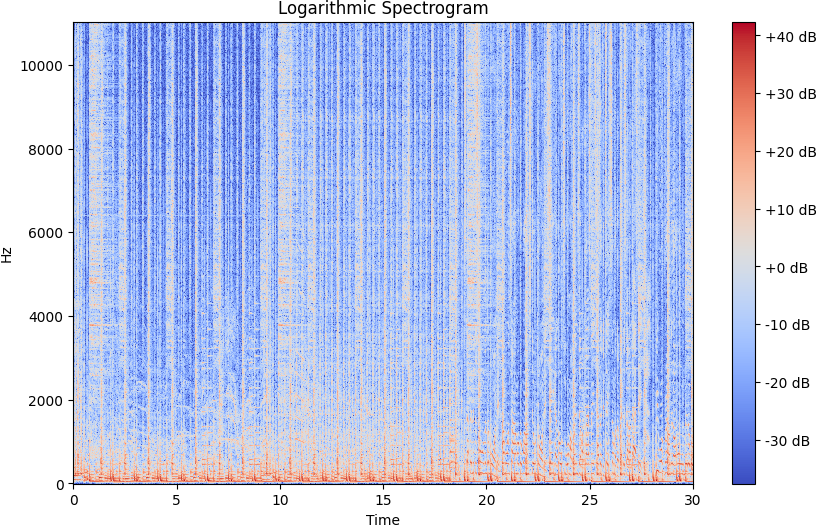 Logarithmic Spectrogram
Hz
10000
8000
6000
4000
2000
0
0 5 10 15 20 25 30
Time
+40 dB
+30 dB
+20 dB
+10 dB
+0 dB
-10 dB
-20 dB
-30 dB